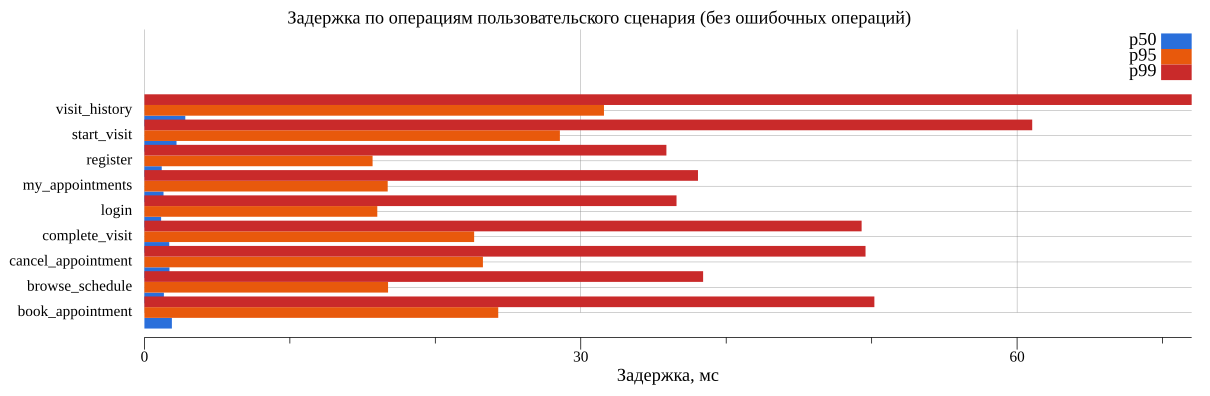 Задержка по операциям пользовательского сценария (без ошибочных операций)
p50
p95
p99
visit_history
start_visit
register
my_appointments
login
complete_visit
cancel_appointment
browse_schedule
book_appointment
0 30 60
Задержка, мс